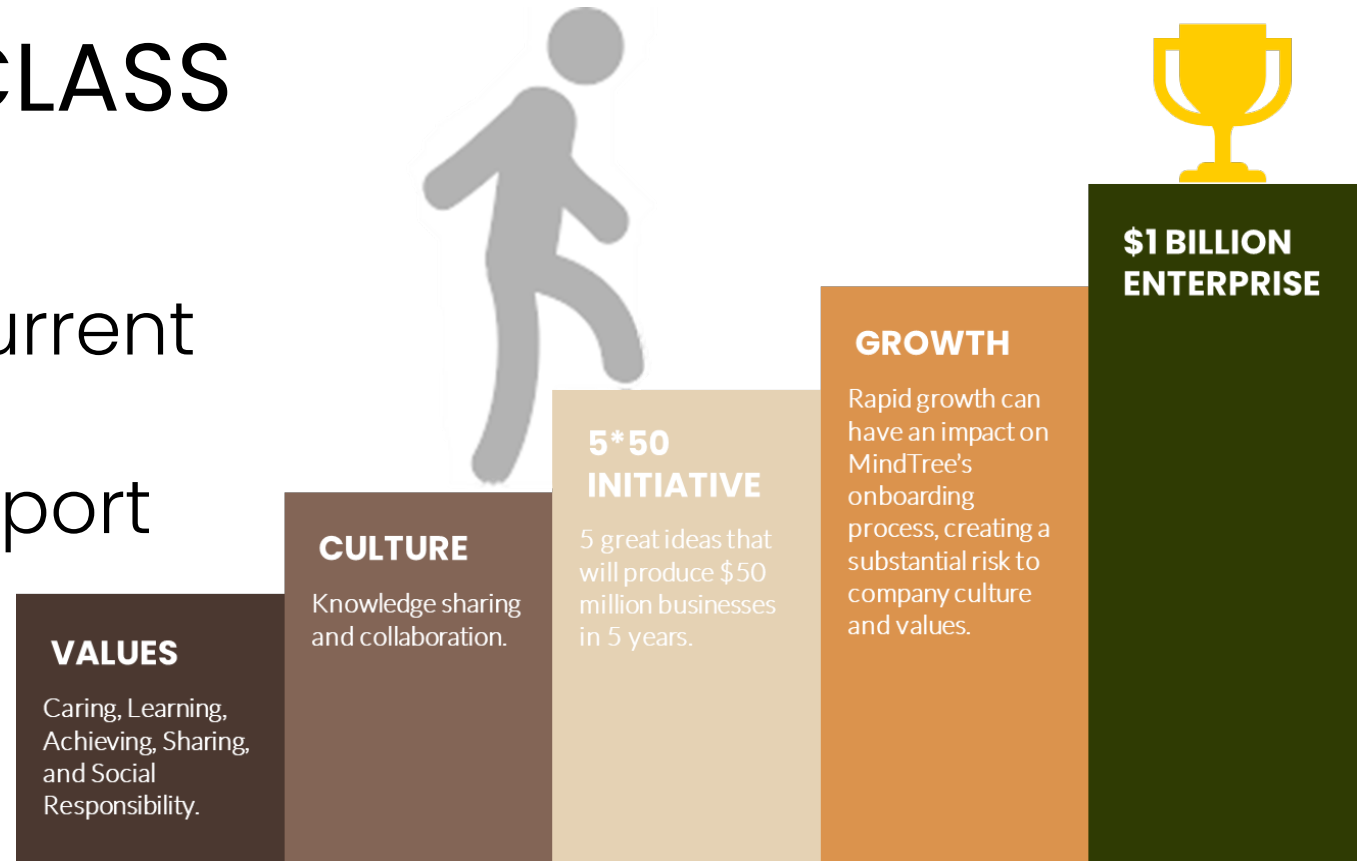 CLASS
urrent
port
VALUES
Caring, Learning,
Achieving, Sharing,
and Social
Responsibility.
CULTURE
Knowledge sharing
and collaboration.
5*50
INITIATIVE
5 great ideas that
will produce $50
million businesses
in 5 years.
GROWTH
Rapid growth can
have an impact on
MindTree’s
onboarding
process, creating a
substantial risk to
company culture
and values.
$1 BILLION
ENTERPRISE